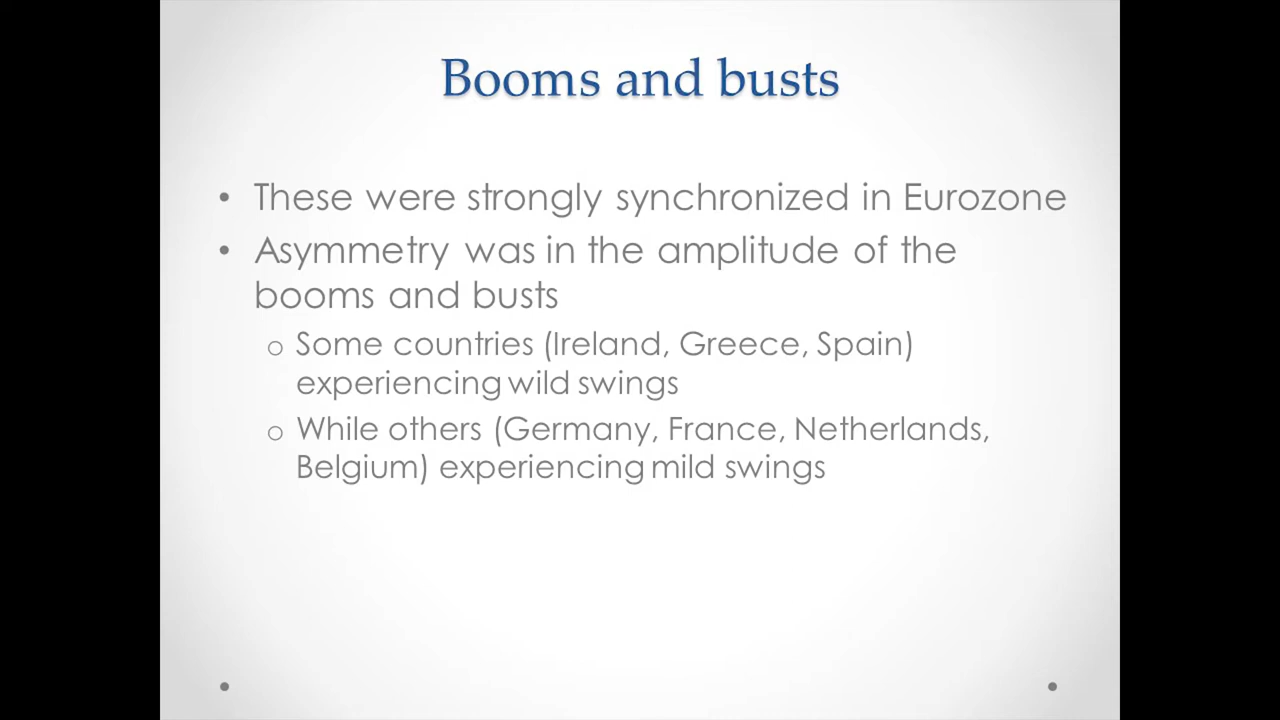 Booms and busts
• These were strongly synchronized in Eurozone
• Asymmetry was in the amplitude of the
booms and busts
o Some countries (Ireland, Greece, Spain)
experiencing wild swings
o While others (Germany, France, Netherlands,
Belgium) experiencing mild swings